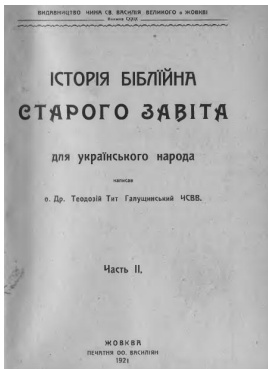 ВИДАВНИЦТВО ЧИНА СВ. ВАСИЛІЯ ВЕЛИКОГО в ЖОВКВІ
ІСТОРІЯ БІБЛІЙНА
СТАРОГО ЗАВІТА
для українського народа
написав
о. Др. Теодозій Тит Галущинський ЧСВВ.
Часть II.
ЖОВКВА
ПЕЧАТНЯ ОО. ВАСИЛІЯН
1921